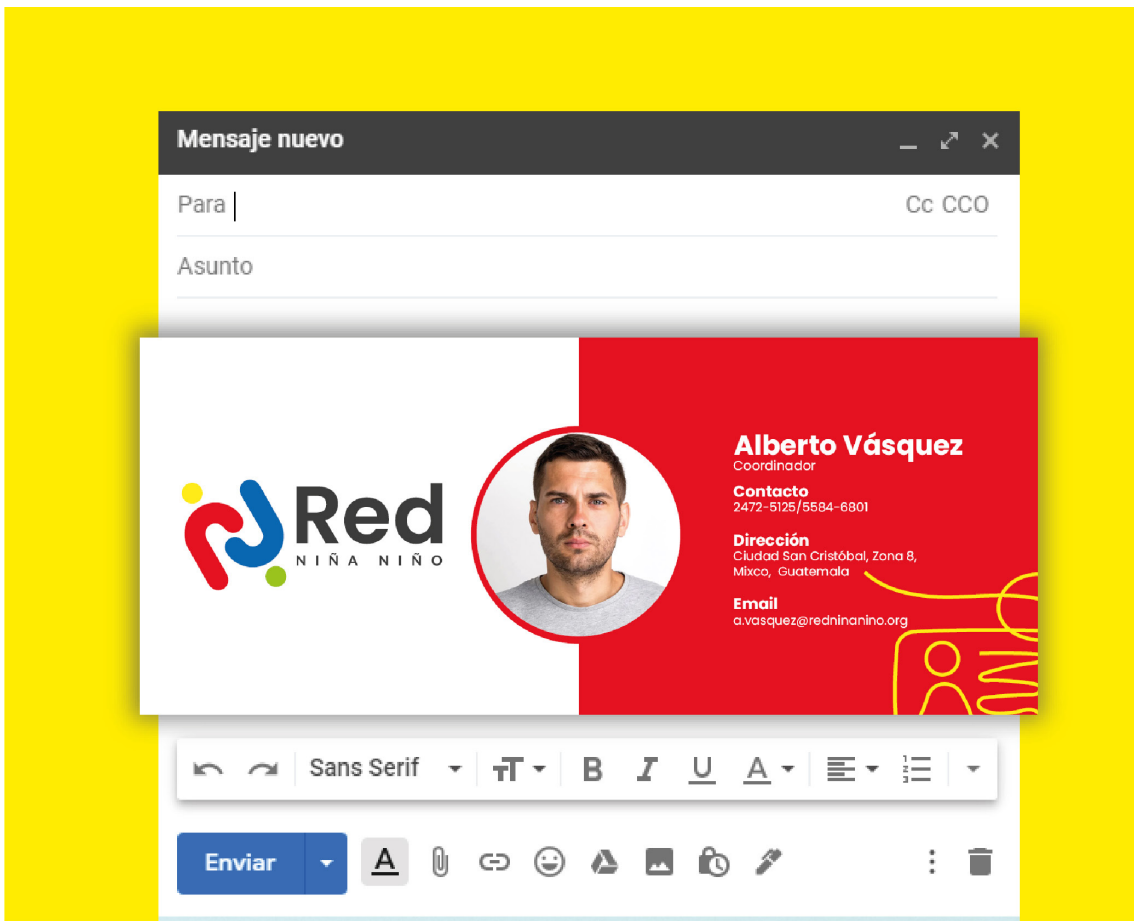 Mensaje nuevo
Para
Cc CCO
Asunto
Red
NIÑA NIÑO
Alberto Vásquez
Coordinador
Contacto
2472-5125/5584-6801
Dirección
Ciudad San Cristóbal, Zona 8,
Mixco, Guatemala
Email
a.vasquez@redninanino.org
Sans Serif
Enviar